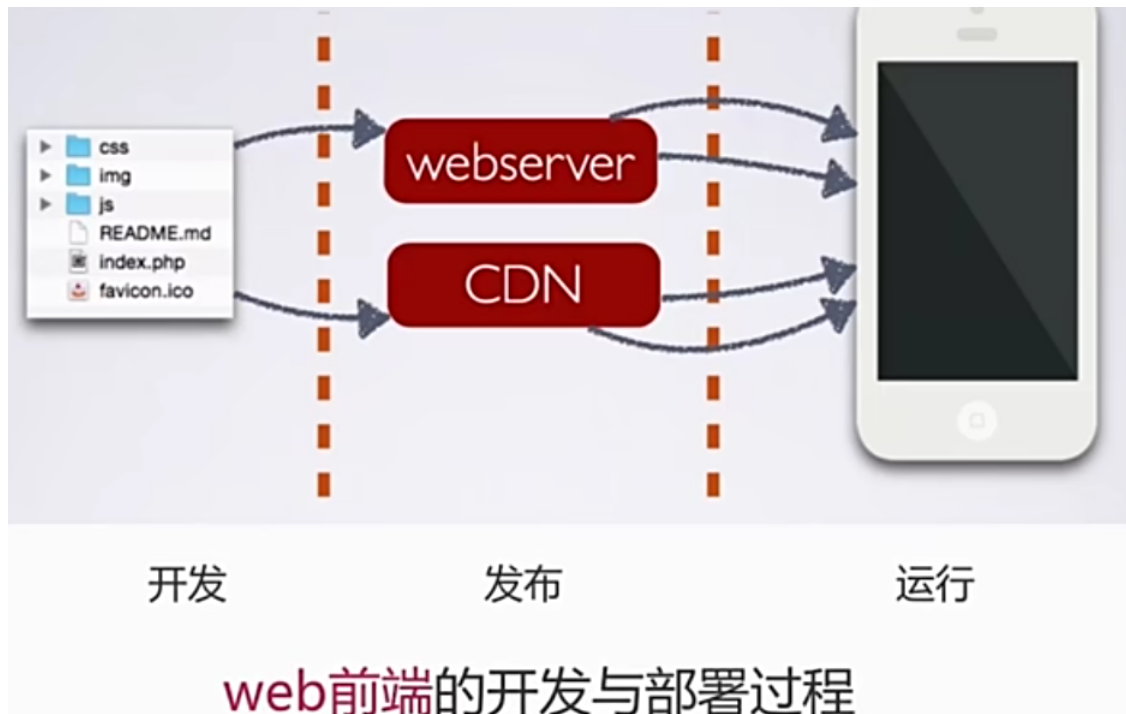 css
img
js
README.md
index.php
favicon.ico
webserver
CDN
开发
发布
运行
web前端的开发与部署过程